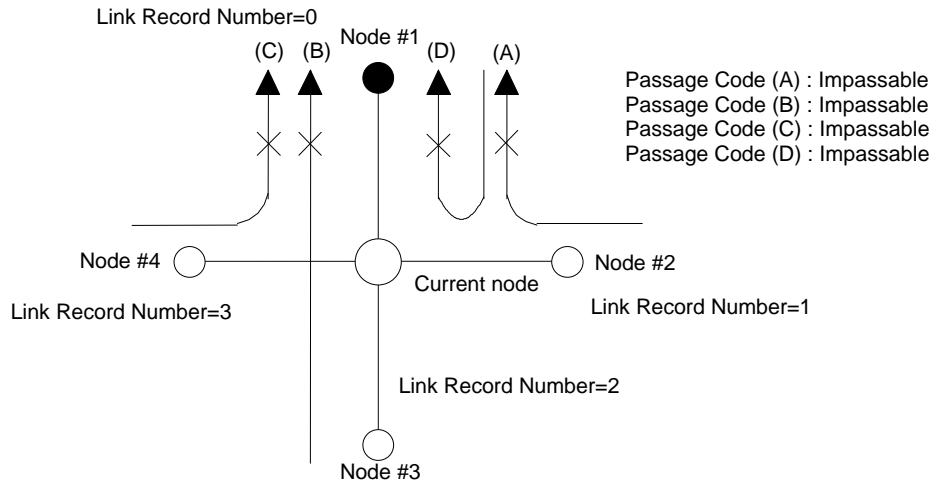 Link Record Number=0
Node #1
(C)
(B)
(D)
(A)
Passage Code (A) : Impassable
Passage Code (B) : Impassable
Passage Code (C) : Impassable
Passage Code (D) : Impassable
Node #4
Node #2
Current node
Link Record Number=3
Link Record Number=1
Link Record Number=2
Node #3